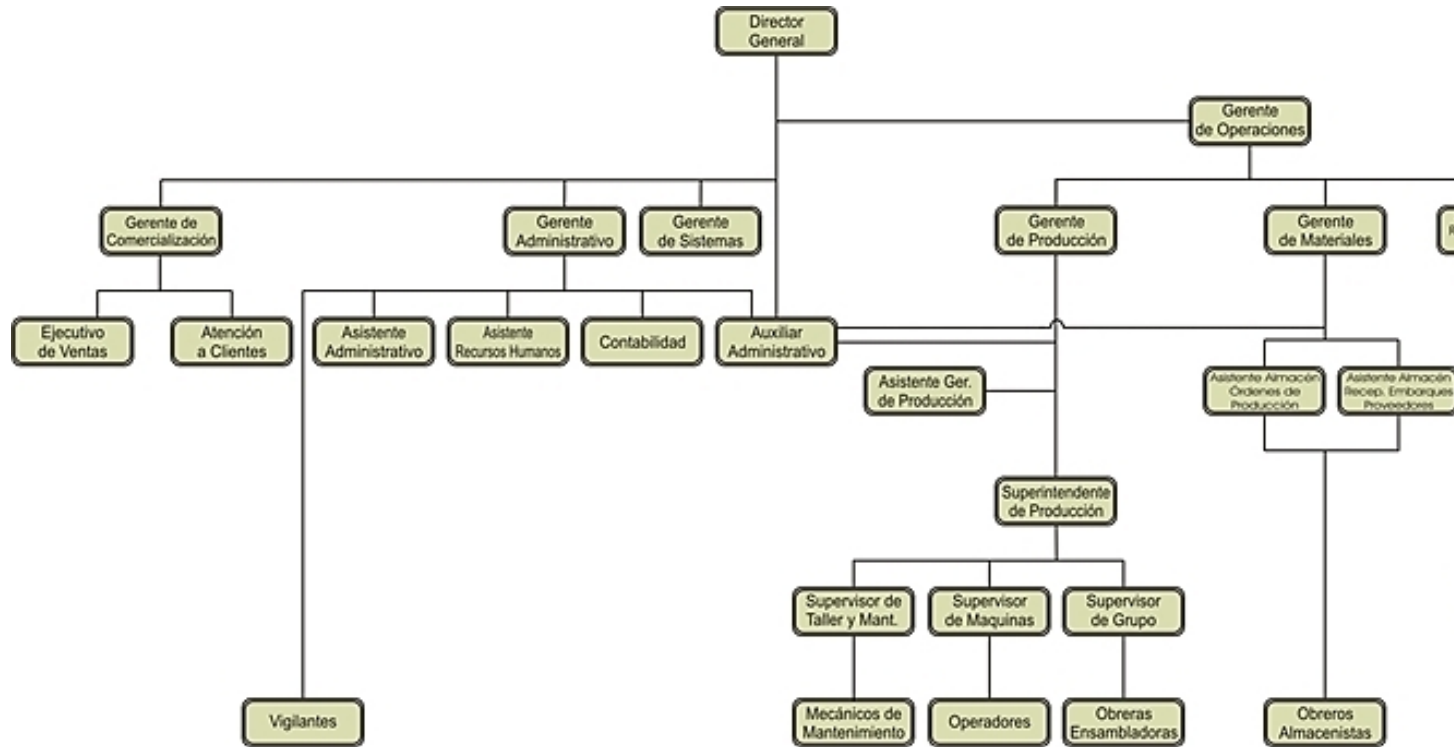 Director
General
Gerente
de Operaciones
Gerente de
Comercialización
Gerente
Administrativo
Gerente
de Sistemas
Gerente
de Producción
Gerente
de Materiales
Ejecutivo
de Ventas
Atención
a Clientes
Asistente
Administrativo
Asistente
Recursos Humanos
Contabilidad
Auxiliar
Administrativo
Asistente Ger.
de Producción
Asistente Almacén
Órdenes de
Producción
Asistente Almacén
Recep. Embarques
Proveedores
Superintendente
de Producción
Supervisor de
Taller y Mant.
Supervisor
de Maquinas
Supervisor
de Grupo
Vigilantes
Mecánicos de
Mantenimiento
Operadores
Obreras
Ensambladoras
Obreros
Almacenistas